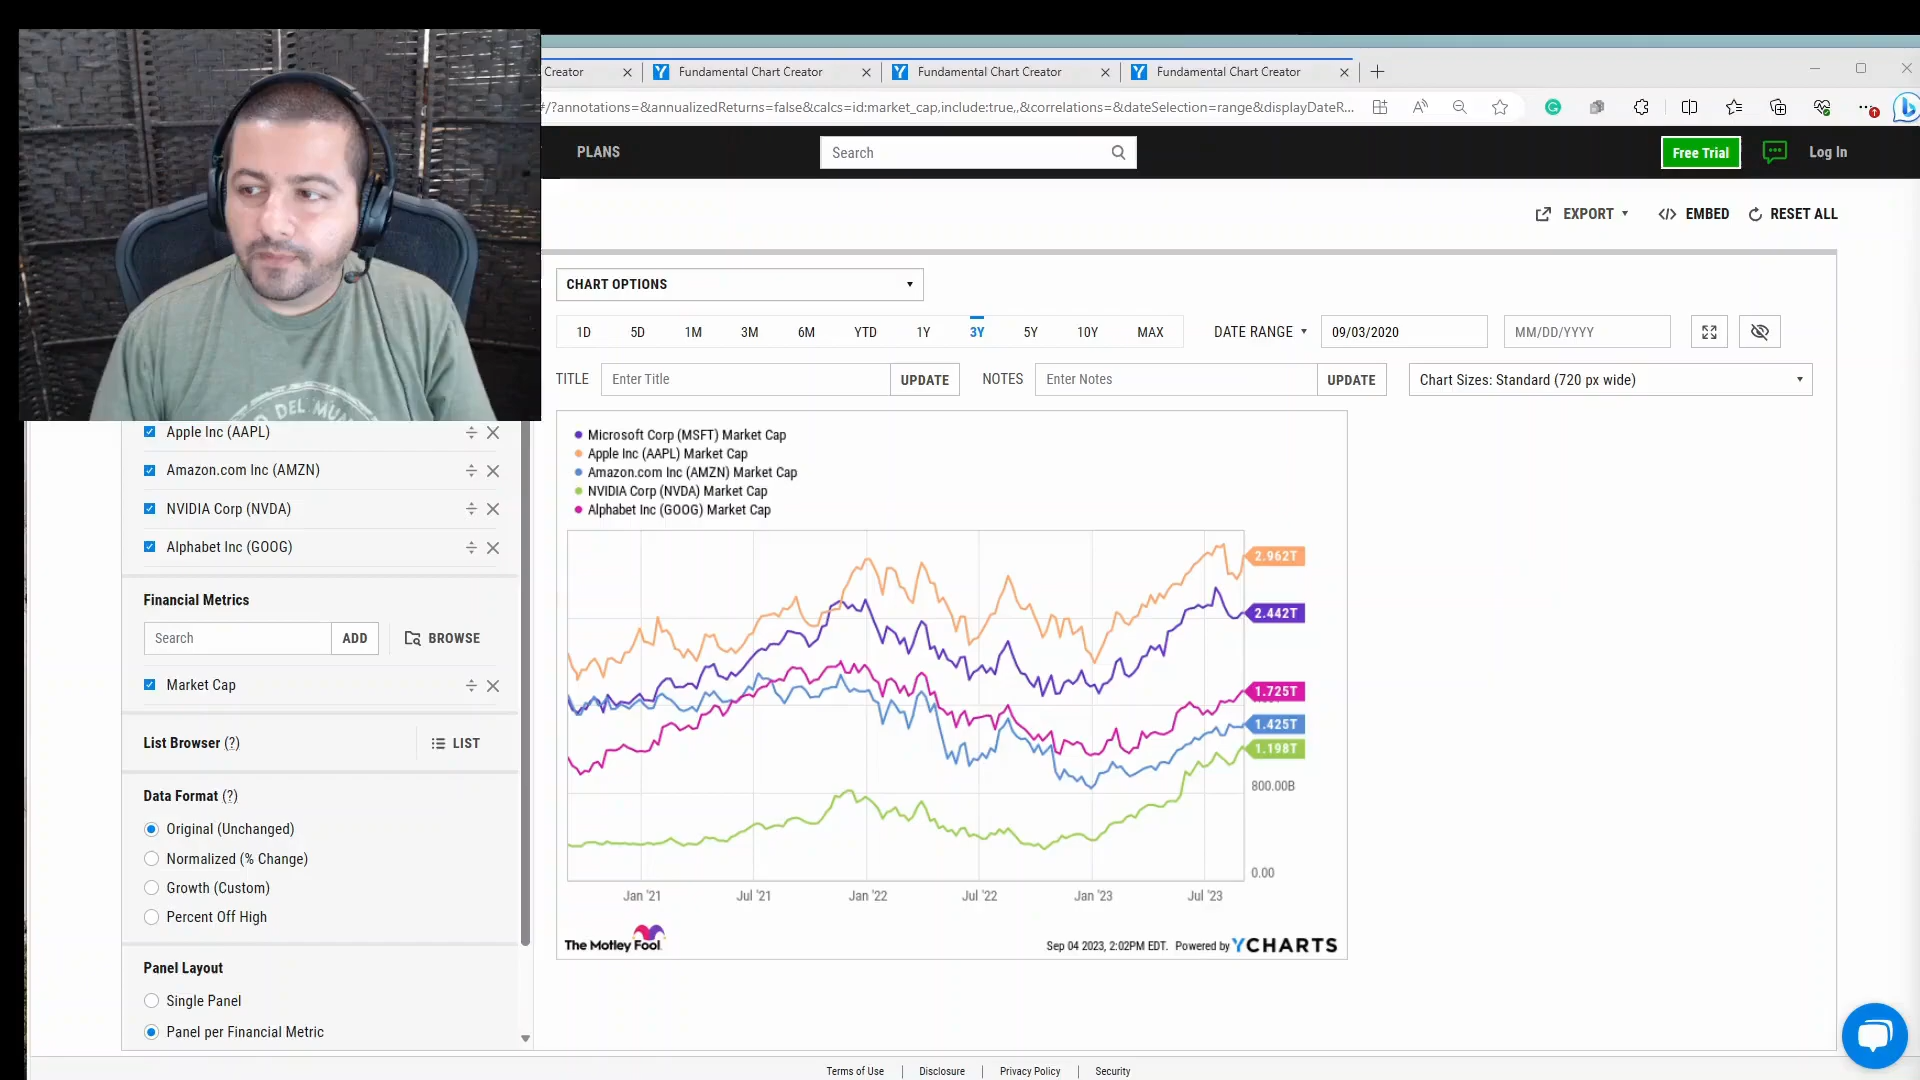 Creator
Fundamental Chart Creator
Fundamental Chart Creator
Fundamental Chart Creator
#/?annotations=&annualizedReturns=false&calcs=id:market_cap,include:true,,&correlations=&dateSelection=range&displayDateR...
PLANS
Search
Free Trial
Log In
EXPORT
EMBED
RESET ALL
CHART OPTIONS
1D 5D 1M 3M 6M YTD 1Y 3Y 5Y 10Y MAX
DATE RANGE
09/03/2020
MM/DD/YYYY
TITLE
Enter Title
UPDATE
NOTES
Enter Notes
UPDATE
Chart Sizes: Standard (720 px wide)
DEL MU
Apple Inc (AAPL)
Amazon.com Inc (AMZN)
NVIDIA Corp (NVDA)
Alphabet Inc (GOOG)
Financial Metrics
Search
ADD
BROWSE
Market Cap
List Browser (?)
LIST
Data Format (?)
Original (Unchanged)
Normalized (% Change)
Growth (Custom)
Percent Off High
Panel Layout
Single Panel
Panel per Financial Metric
Microsoft Corp (MSFT) Market Cap
Apple Inc (AAPL) Market Cap
Amazon.com Inc (AMZN) Market Cap
NVIDIA Corp (NVDA) Market Cap
Alphabet Inc (GOOG) Market Cap
2.962T
2.442T
1.725T
1.425T
1.198T
800.00B
0.00
Jan '21 Jul '21 Jan '22 Jul '22 Jan '23 Jul '23
The Motley Fool
Sep 04 2023, 2:02PM EDT. Powered by YCHARTS
Terms of Use
Disclosure
Privacy Policy
Security